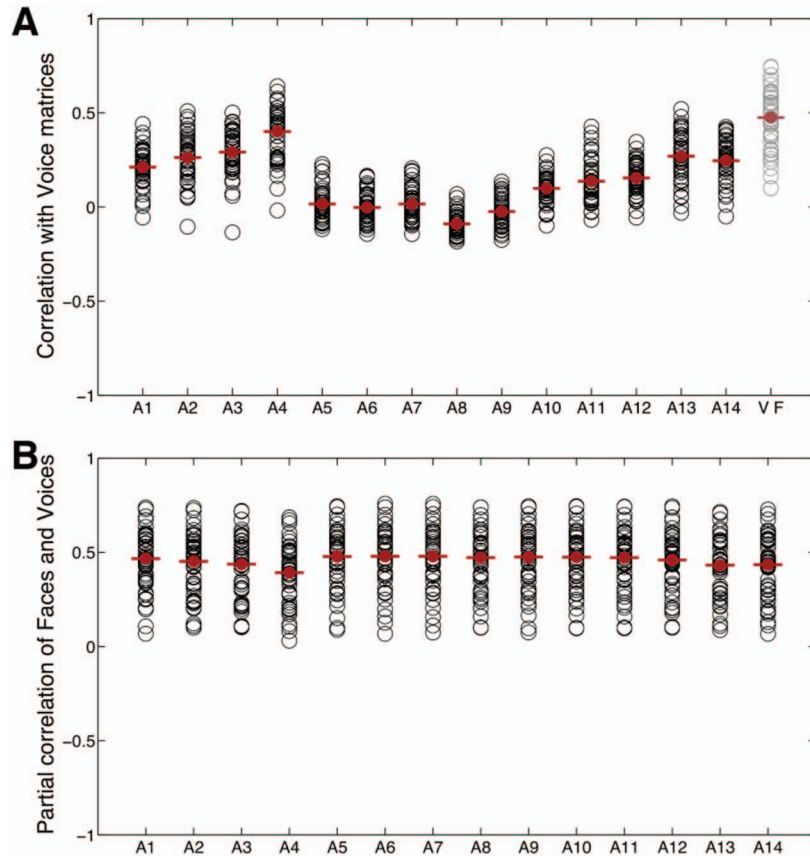 A
Correlation with Voice matrices
1
0.5
0
−0.5
−1
A1 A2 A3 A4 A5 A6 A7 A8 A9 A10 A11 A12 A13 A14 V F
B
Partial correlation of Faces and Voices
1
0.5
0
−0.5
−1
A1 A2 A3 A4 A5 A6 A7 A8 A9 A10 A11 A12 A13 A14